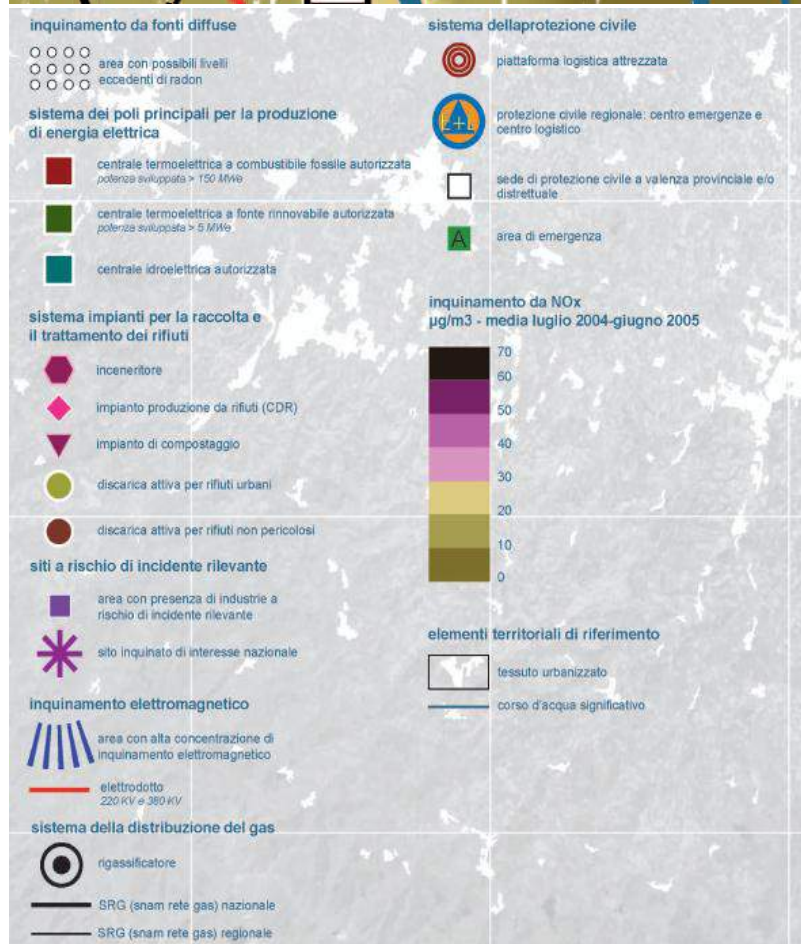 inquinamento da fonti diffuse
area con possibili livelli
eccedenti di radon
sistema dei poli principali per la produzione
di energia elettrica
centrale termoelettrica a combustibile fossile autorizzata
potenza sviluppata > 150 MWe
centrale termoelettrica a fonte rinnovabile autorizzata
potenza sviluppata > 5 MWe
centrale idroelettrica autorizzata
sistema impianti per la raccolta e
il trattamento dei rifiuti
inceneritore
impianto produzione da rifiuti (CDR)
impianto di compostaggio
discarica attiva per rifiuti urbani
discarica attiva per rifiuti non pericolosi
siti a rischio di incidente rilevante
area con presenza di industrie a
rischio di incidente rilevante
sito inquinato di interesse nazionale
inquinamento elettromagnetico
area con alta concentrazione di
inquinamento elettromagnetico
elettrodotto
220 KV e 380 KV
sistema della distribuzione del gas
rigassificatore
SRG (snam rete gas) nazionale
SRG (snam rete gas) regionale
sistema dellaprotezione civile
piattaforma logistica attrezzata
E+L
protezione civile regionale: centro emergenze e
centro logistico
sede di protezione civile a valenza provinciale e/o
distrettuale
A
area di emergenza
inquinamento da NOx
µg/m3 - media luglio 2004-giugno 2005
70
60
50
40
30
20
10
0
elementi territoriali di riferimento
tessuto urbanizzato
corso d'acqua significativo